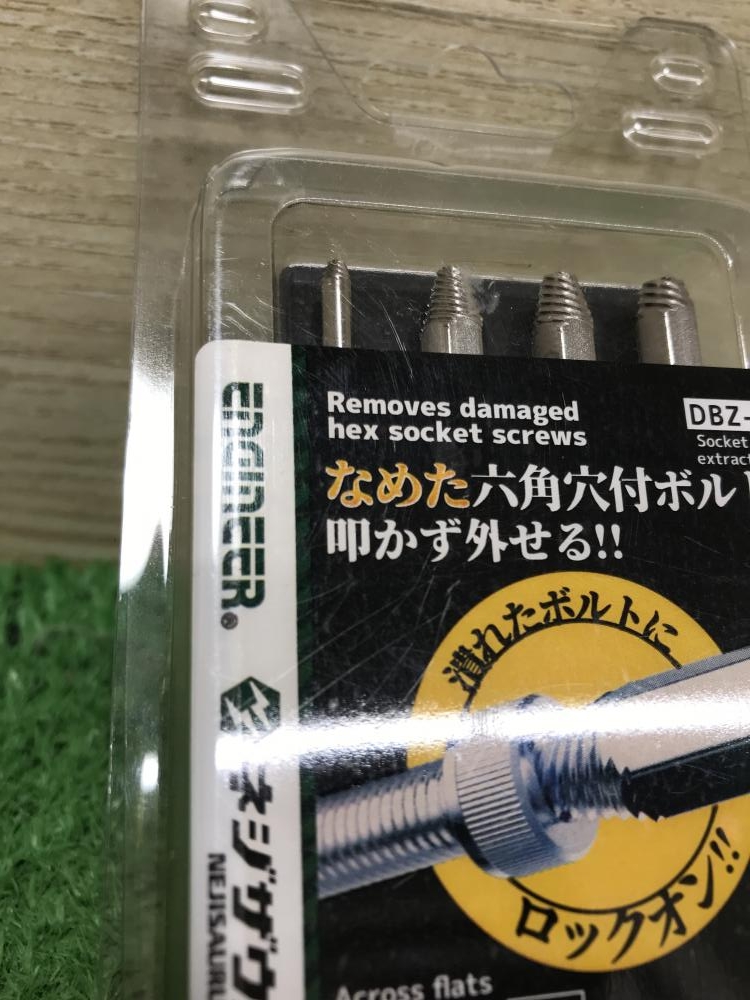 Removes damaged
hex socket screws
DBZ-
Socket
extract
なめた六角穴付ボルト
叩かず外せる!!
潰れたボルトに
ロックオン!!
Across flats
ENGINEER®
ネジザウ
NEJISAURU